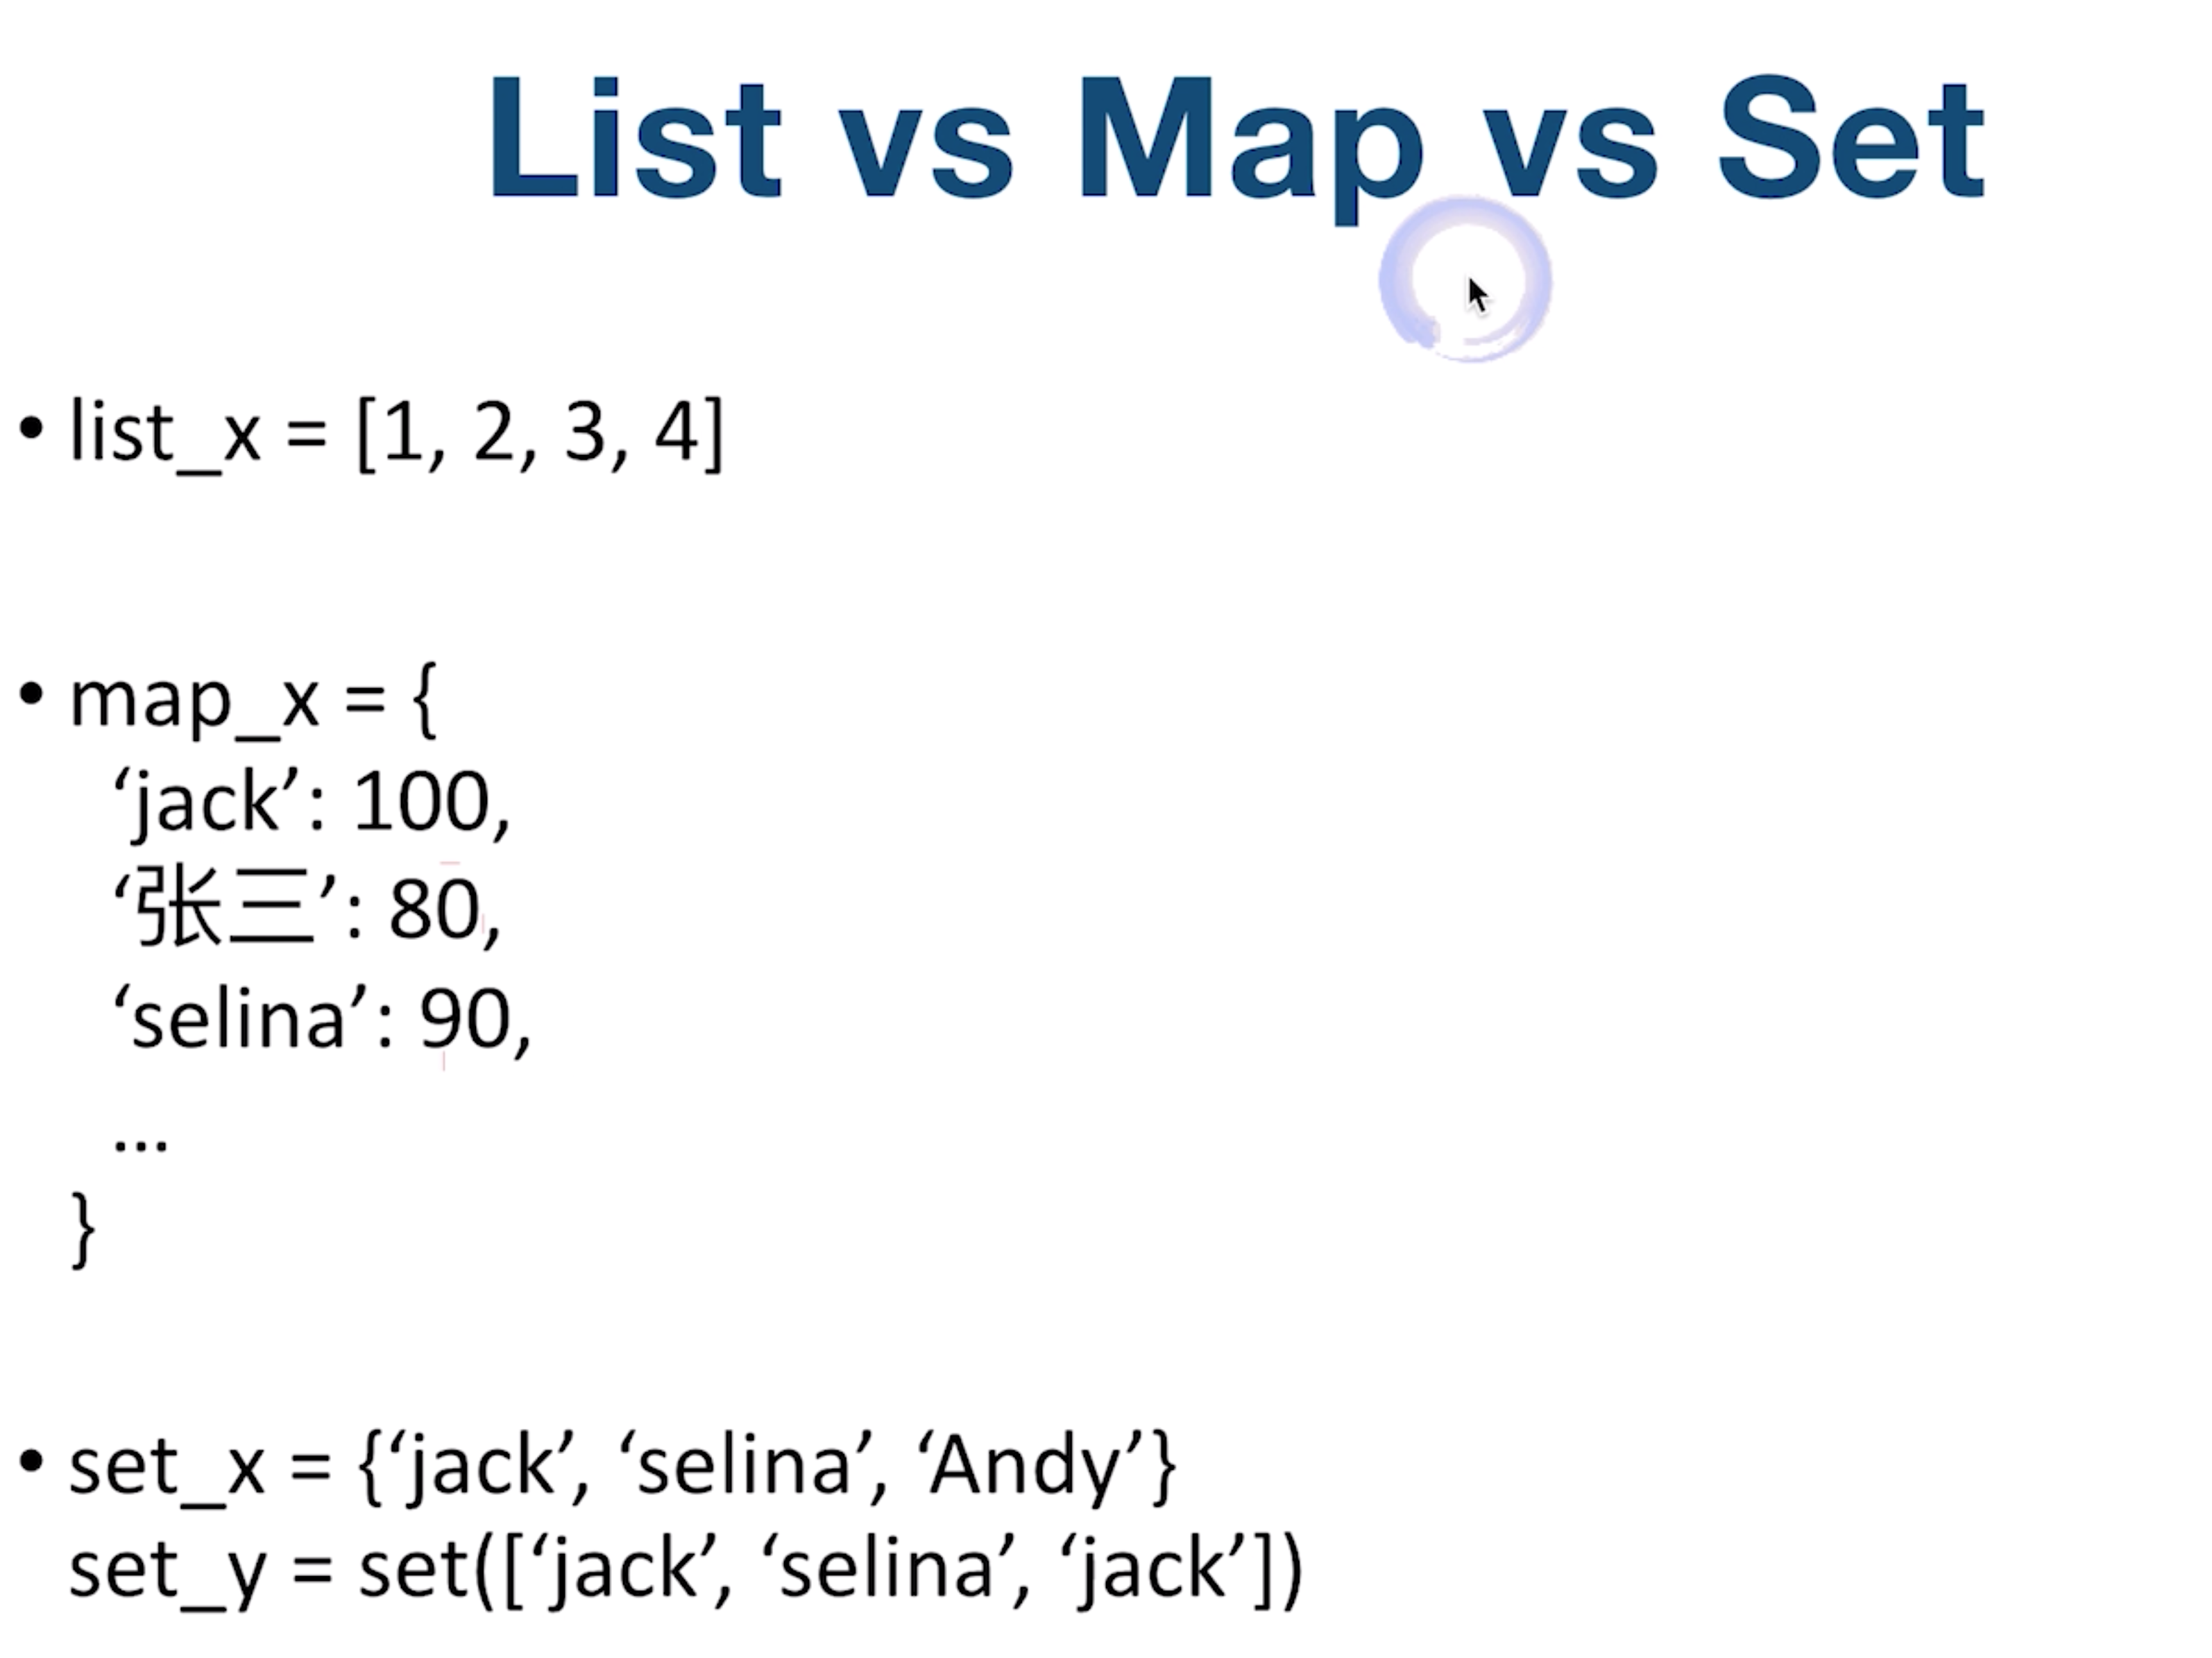 List vs Map vs Set
• list_x = [1, 2, 3, 4]
• map_x = {
‘jack’: 100,
‘张三’: 80,
‘selina’: 90,
...
}
• set_x = {‘jack’, ‘selina’, ‘Andy’}
set_y = set([‘jack’, ‘selina’, ‘jack’])